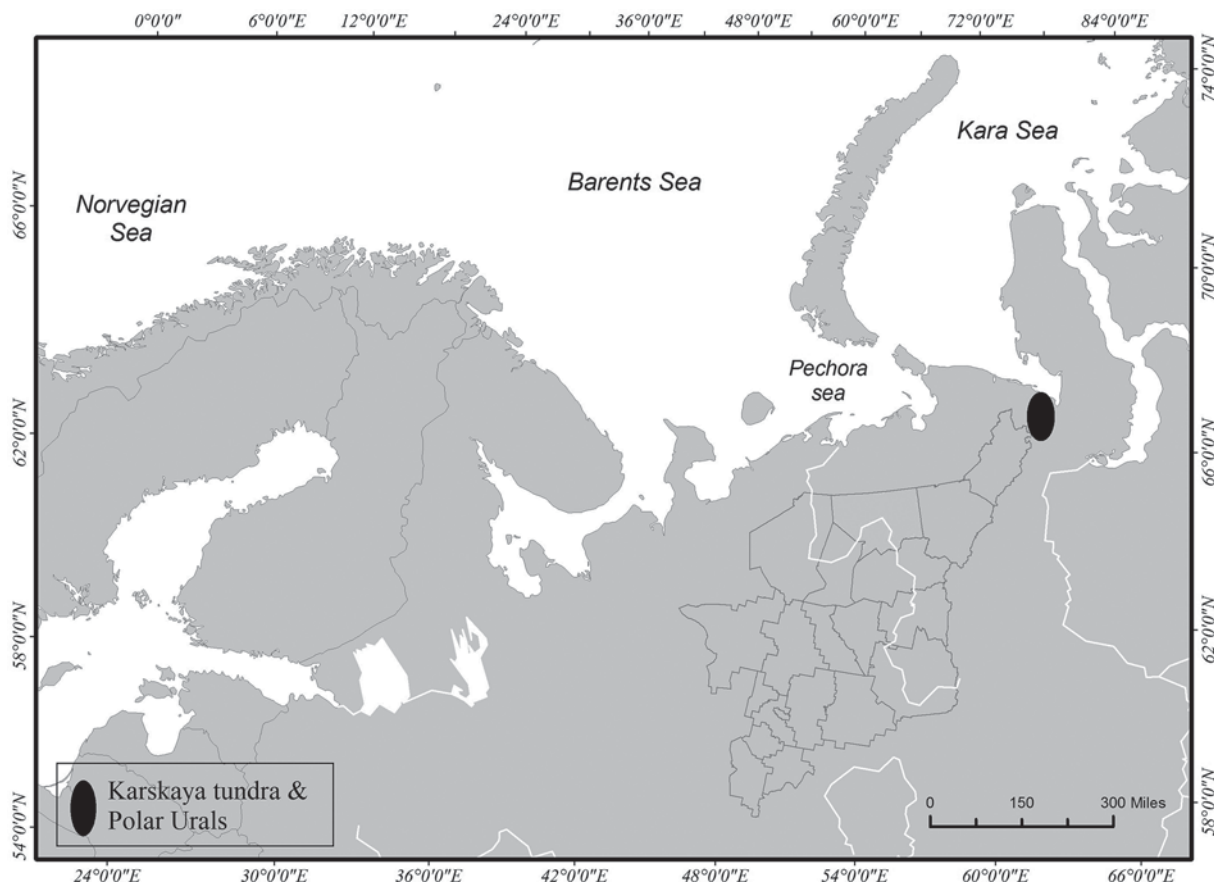 0°0'0"E 6°0'0"E 12°0'0"E 24°0'0"E 36°0'0"E 48°0'0"E 60°0'0"E 72°0'0"E 84°0'0"E
74°0'0"N
Kara Sea
Barents Sea
Norvegian
Sea
66°0'0"N
70°0'0"N
Pechora
sea
62°0'0"N
66°0'0"N
58°0'0"N
62°0'0"N
Karskaya tundra &
Polar Urals
0 150 300 Miles
54°0'0"N
58°0'0"N
24°0'0"E 30°0'0"E 36°0'0"E 42°0'0"E 48°0'0"E 54°0'0"E 60°0'0"E 66°0'0"E